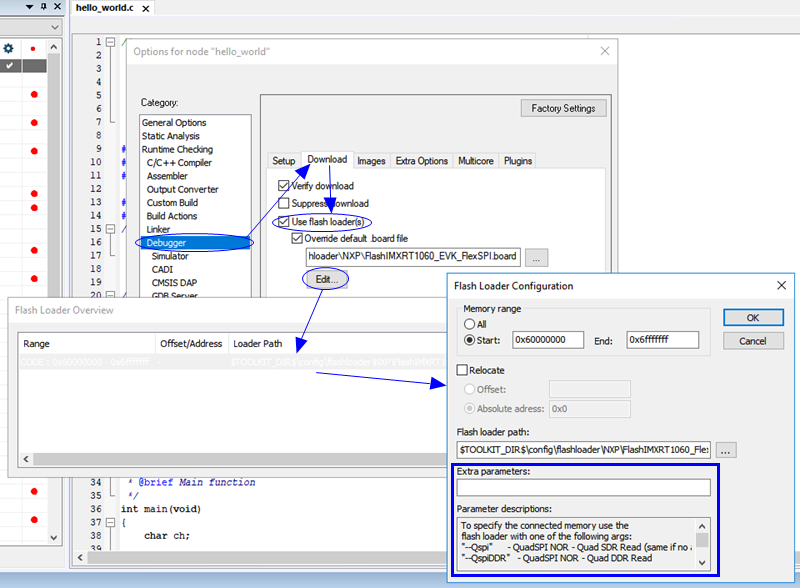 hello_world.c
1
2
3
4
5
6
7
8
9
10
11
12
13
14
15
16
17
18
19
20
/
#
#
#
#
#
/
/
Options for node "hello_world"
Category:
Factory Settings
General Options
Static Analysis
Runtime Checking
C/C++ Compiler
Assembler
Output Converter
Custom Build
Build Actions
Linker
Debugger
Simulator
CADI
CMSIS DAP
GDB Server
Setup
Download
Images
Extra Options
Multicore
Plugins
Verify download
Suppress download
Use flash loader(s)
Override default .board file
hloader\NXP\FlashIMXRT1060_EVK_FlexSPI.board
...
Edit...
Flash Loader Overview
Range
Offset/Address
Loader Path
CODE : 0x60000000 - 0x6fffffff
-
Flash Loader Configuration
Memory range
All
Start:
0x60000000
End:
0x6fffffff
OK
Cancel
Relocate
Offset:
Absolute adress:
0x0
Flash loader path:
$TOOLKIT_DIR$\config\flashloader\NXP\FlashIMXRT1060_Fle
...
Extra parameters:
Parameter descriptions:
To specify the connected memory use the
flash loader with one of the following args:
"--Qspi" - QuadSPI NOR - Quad SDR Read (same if no
"--QspiDDR" - QuadSPI NOR - Quad DDR Read
34 * @brief Main function
35 */
36 int main(void)
37 {
38 char ch;
39